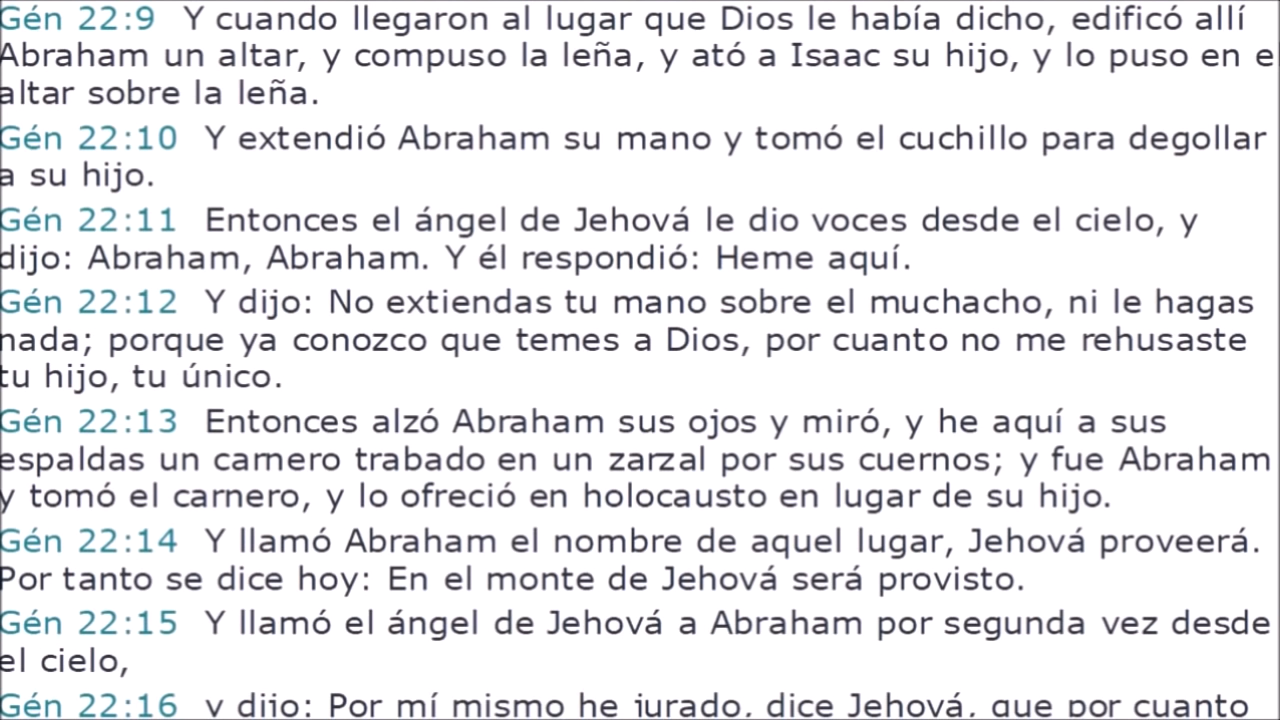 Gén 22:9 Y cuando llegaron al lugar que Dios le había dicho, edificó allí
Abraham un altar, y compuso la leña, y ató a Isaac su hijo, y lo puso en e
altar sobre la leña.
Gén 22:10 Y extendió Abraham su mano y tomó el cuchillo para degollar
a su hijo.
Gén 22:11 Entonces el ángel de Jehová le dio voces desde el cielo, y
dijo: Abraham, Abraham. Y él respondió: Heme aquí.
Gén 22:12 Y dijo: No extiendas tu mano sobre el muchacho, ni le hagas
nada; porque ya conozco que temes a Dios, por cuanto no me rehusaste
tu hijo, tu único.
Gén 22:13 Entonces alzó Abraham sus ojos y miró, y he aquí a sus
espaldas un carnero trabado en un zarzal por sus cuernos; y fue Abraham
y tomó el carnero, y lo ofreció en holocausto en lugar de su hijo.
Gén 22:14 Y llamó Abraham el nombre de aquel lugar, Jehová proveerá.
Por tanto se dice hoy: En el monte de Jehová será provisto.
Gén 22:15 Y llamó el ángel de Jehová a Abraham por segunda vez desde
el cielo,
Gén 22:16 y dijo: Por mí mismo he jurado, dice Jehová, que por cuanto